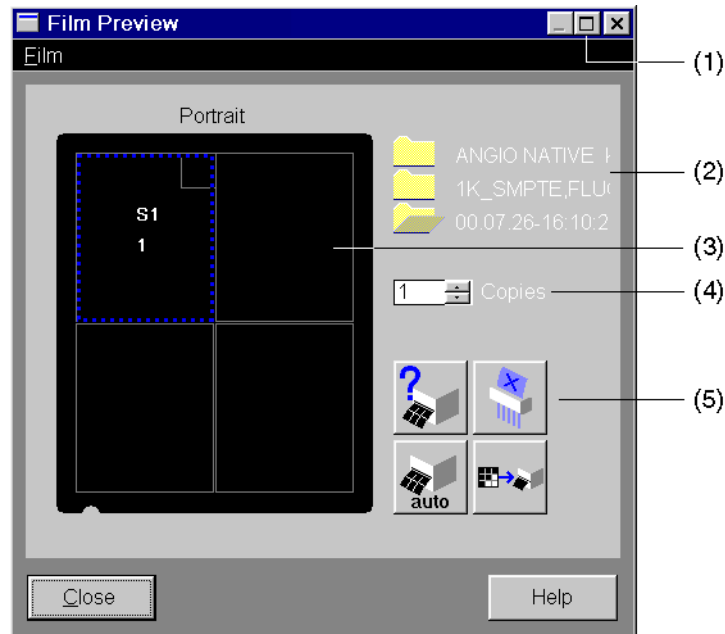 Film Preview
Film
(1)
Portrait
ANGIO NATIVE
(2)
1K_SMPTE,FLU
00.07.26-16:10:2
S1
1
(3)
1 Copies
(4)
?
(5)
auto
Close
Help